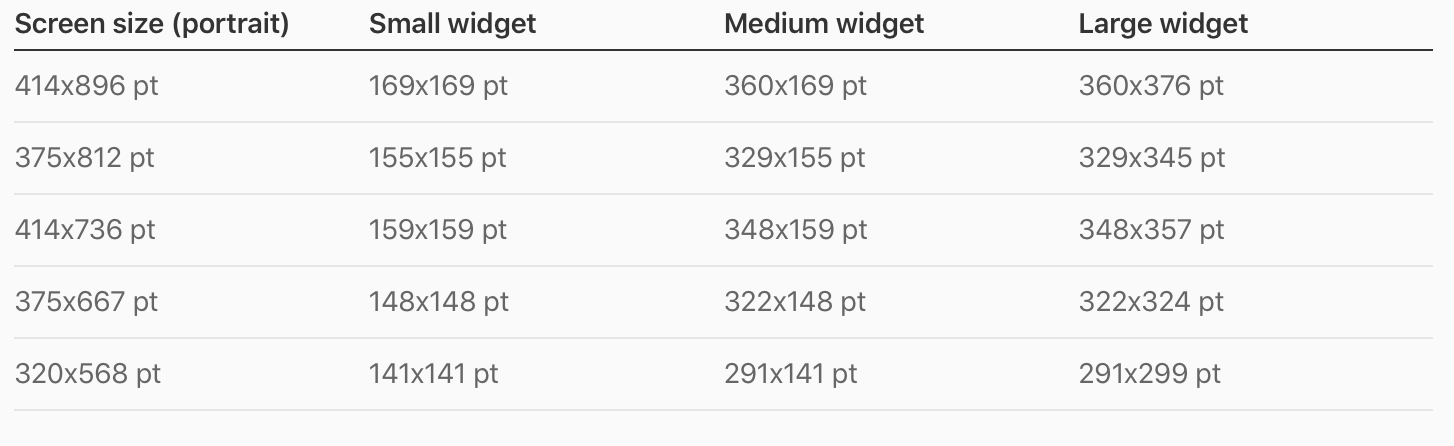 Screen size (portrait) Small widget Medium widget Large widget
414x896 pt 169x169 pt 360x169 pt 360x376 pt
375x812 pt 155x155 pt 329x155 pt 329x345 pt
414x736 pt 159x159 pt 348x159 pt 348x357 pt
375x667 pt 148x148 pt 322x148 pt 322x324 pt
320x568 pt 141x141 pt 291x141 pt 291x299 pt